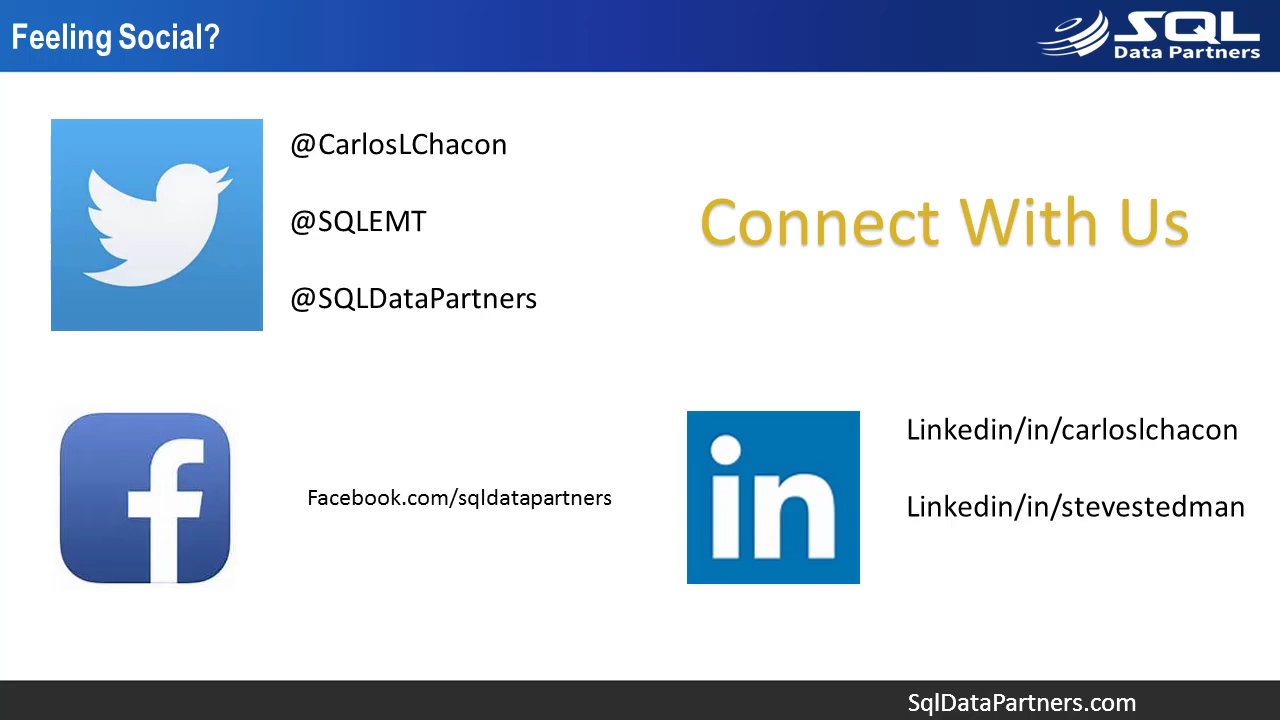 Feeling Social?
SQL
Data Partners
@CarlosLChacon
@SQLEMT
@SQLDataPartners
Connect With Us
Facebook.com/sqldatapartners
Linkedin/in/carloslchacon
Linkedin/in/stevestedman
SqlDataPartners.com